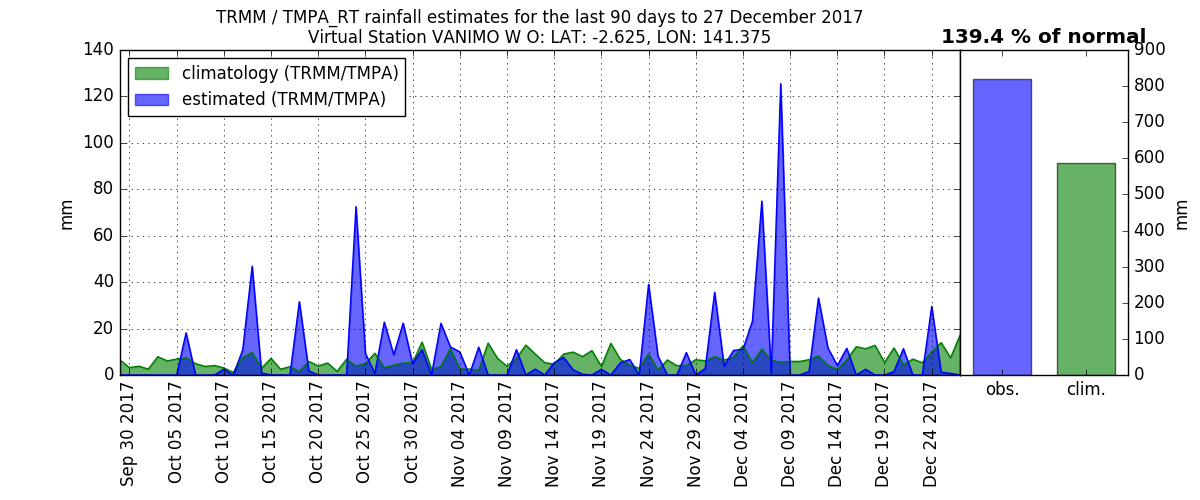 TRMM / TMPA_RT rainfall estimates for the last 90 days to 27 December 2017
Virtual Station VANIMO W O: LAT: -2.625, LON: 141.375
139.4 % of normal
climatology (TRMM/TMPA)
estimated (TRMM/TMPA)
140
120
100
80
60
40
20
0
mm
Sep 30 2017
Oct 05 2017
Oct 10 2017
Oct 15 2017
Oct 20 2017
Oct 25 2017
Oct 30 2017
Nov 04 2017
Nov 09 2017
Nov 14 2017
Nov 19 2017
Nov 24 2017
Nov 29 2017
Dec 04 2017
Dec 09 2017
Dec 14 2017
Dec 19 2017
Dec 24 2017
obs.
clim.
900
800
700
600
500
400
300
200
100
0
mm